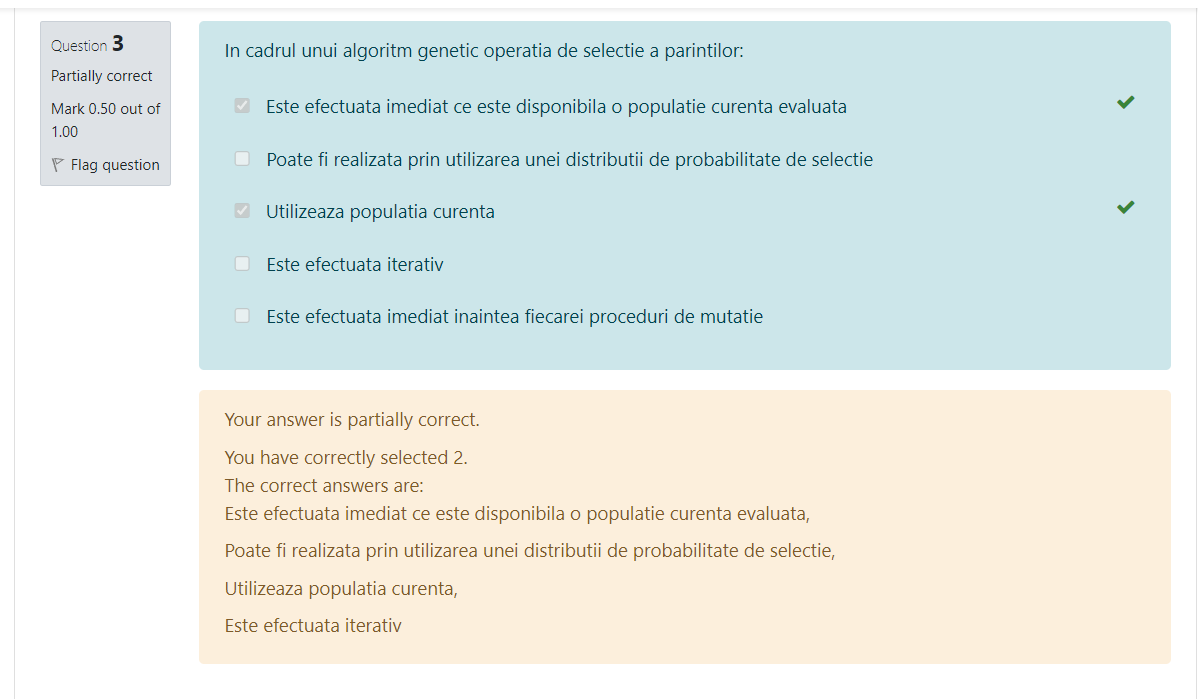 Question 3
Partially correct
Mark 0.50 out of
1.00
Flag question
In cadrul unui algoritm genetic operatia de selectie a parintilor:
Este efectuata imediat ce este disponibila o populatie curenta evaluata
Poate fi realizata prin utilizarea unei distributii de probabilitate de selectie
Utilizeaza populatia curenta
Este efectuata iterativ
Este efectuata imediat inaintea fiecarei proceduri de mutatie
Your answer is partially correct.
You have correctly selected 2.
The correct answers are:
Este efectuata imediat ce este disponibila o populatie curenta evaluata,
Poate fi realizata prin utilizarea unei distributii de probabilitate de selectie,
Utilizeaza populatia curenta,
Este efectuata iterativ